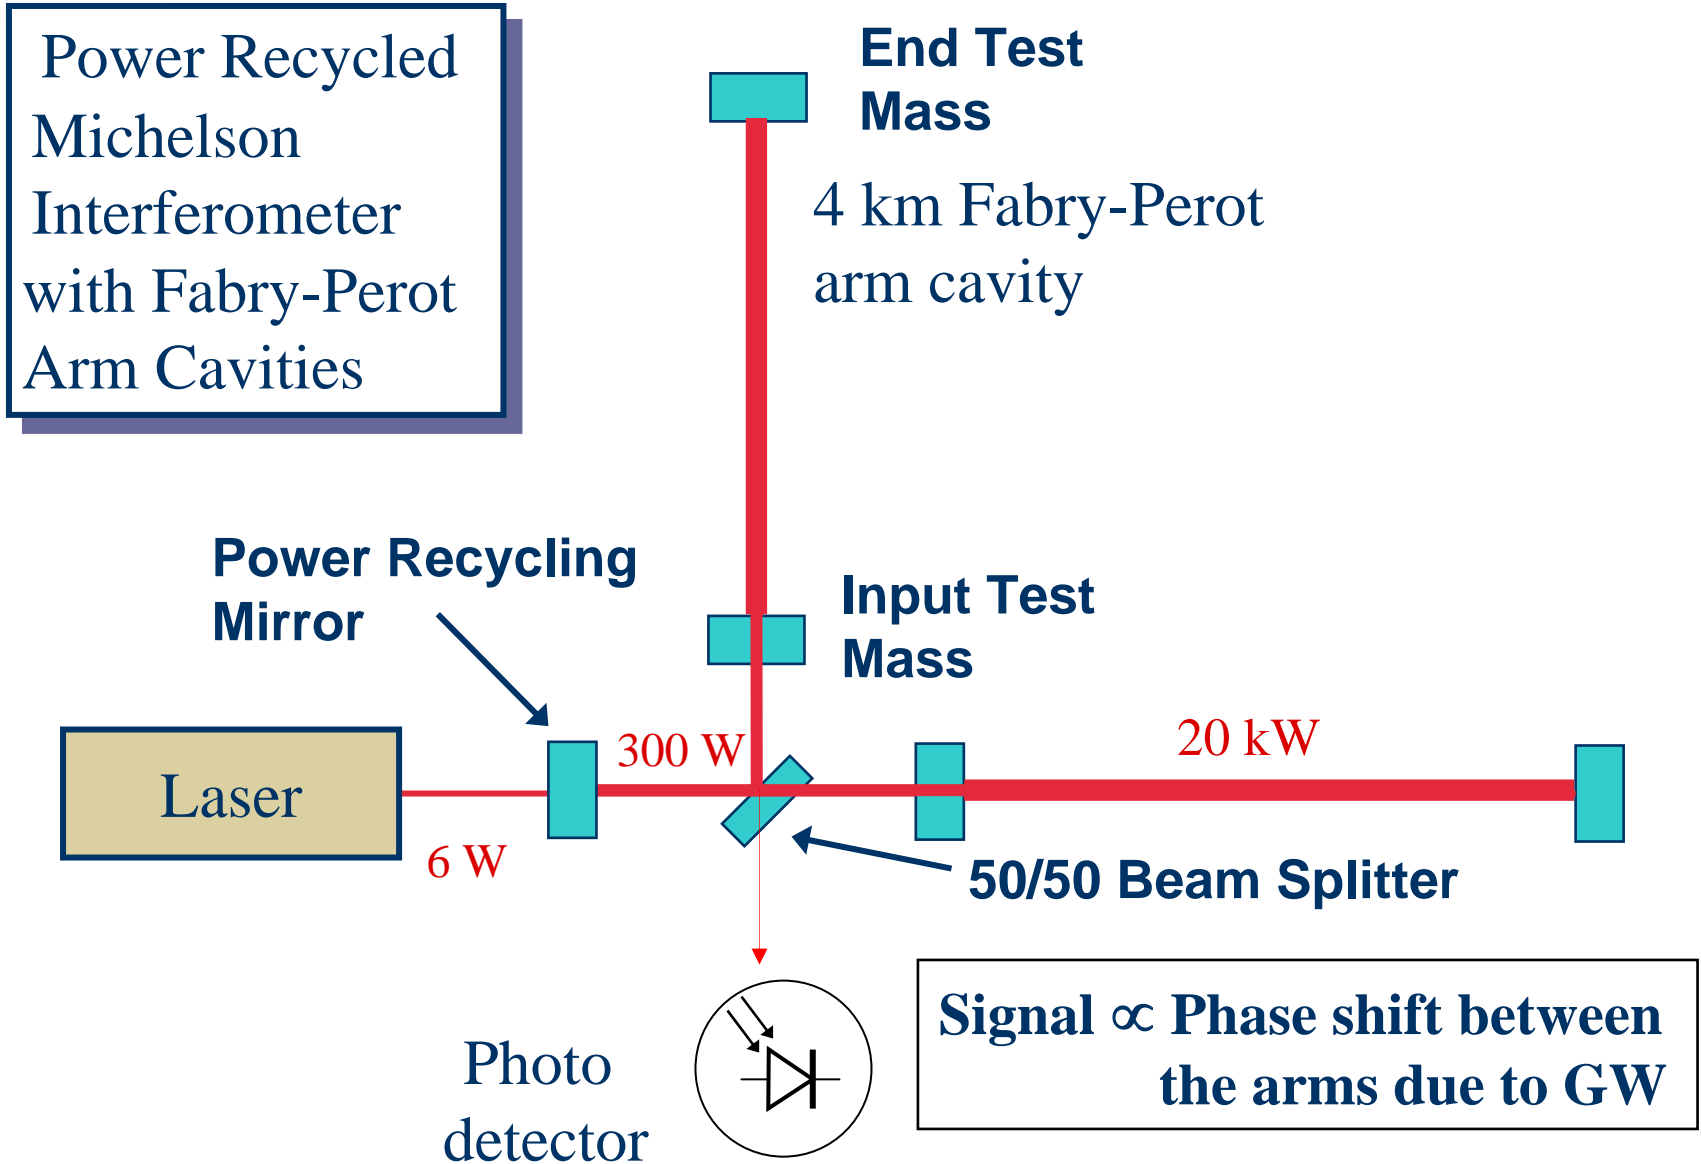 Power Recycled
Michelson
Interferometer
with Fabry-Perot
Arm Cavities
End Test
Mass
4 km Fabry-Perot
arm cavity
Power Recycling
Mirror
Input Test
Mass
300 W
20 kW
Laser
6 W
50/50 Beam Splitter
Signal ∝ Phase shift between
the arms due to GW
Photo
detector